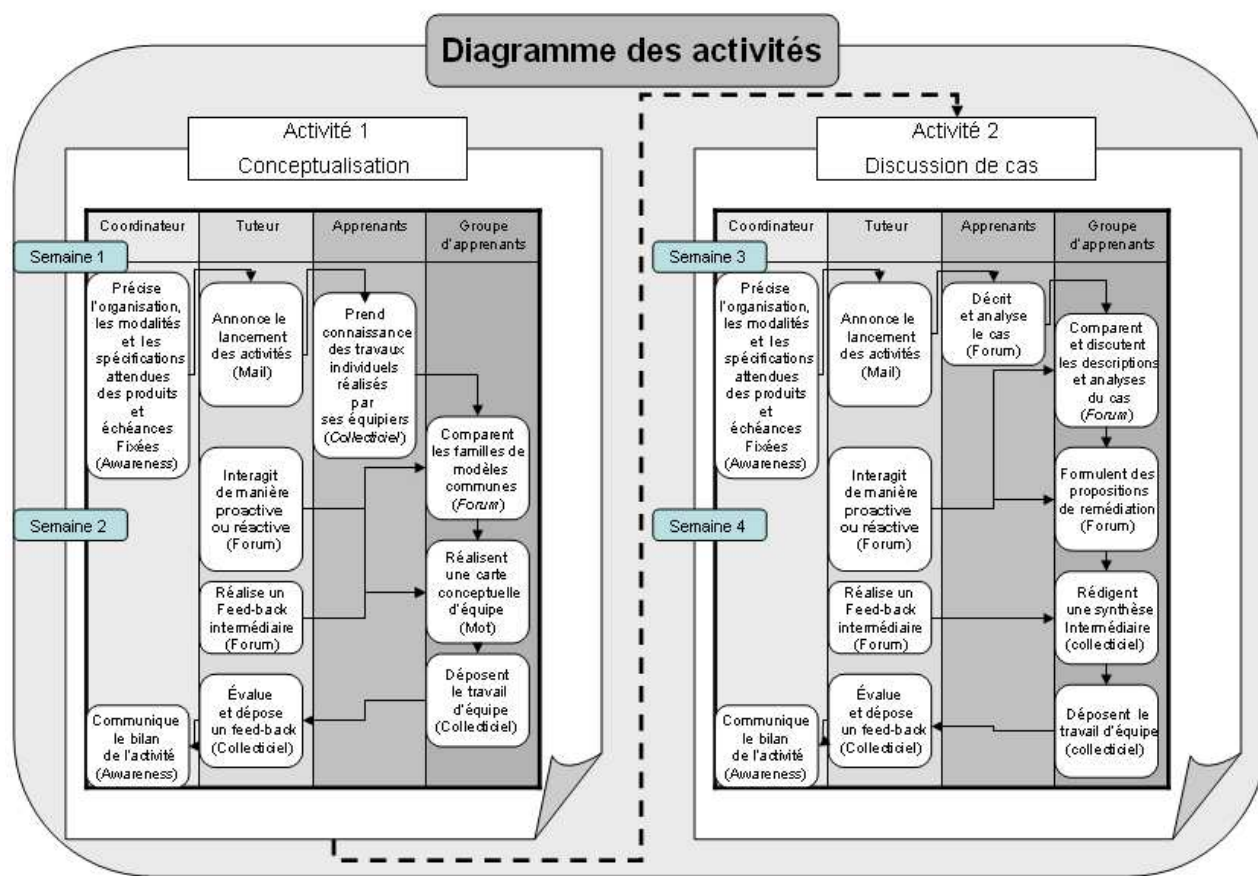 Diagramme des activités
Activité 1
Conceptualisation
Coordinateur
Tuteur
Apprenants
Groupe
d'apprenants
Semaine 1
Précise
l'organisation,
les modalités
et les
spécifications
attendues
des produits
et
échéances
Fixées
(Awareness)
Annonce le
lancement
des activités
(Mail)
Prend
connaissance
des travaux
individuels
réalisés
par
ses équipiers
(Collecticiel)
Comparent
les familles de
modèles
communes
(Forum)
Interagit
de manière
proactive
ou réactive
(Forum)
Semaine 2
Réalisent
une carte
conceptuelle
d'équipe
(Mot)
Réalise un
Feed-back
intermédiaire
(Forum)
Déposent
le travail
d'équipe
(Collecticiel)
Évalue
et dépose
un feed-back
(Collecticiel)
Communique
le bilan
de l'activité
(Awareness)
Activité 2
Discussion de cas
Coordinateur
Tuteur
Apprenants
Groupe
d'apprenants
Semaine 3
Précise
l'organisation,
les modalités
et les
spécifications
attendues
des produits
et
échéances
Fixées
(Awareness)
Annonce le
lancement
des activités
(Mail)
Décrit
et analyse
le cas
(Forum)
Comparent
et discutent
les descriptions
et analyses
du cas
(Forum)
Interagit
de manière
proactive
ou réactive
(Forum)
Formulent des
propositions
de remédiation
(Forum)
Semaine 4
Réalise un
Feed-back
intermédiaire
(Forum)
Rédigent
une synthèse
Intermédiaire
(collecticiel)
Évalue
et dépose
un feed-back
(Collecticiel)
Déposent le
travail d'équipe
(collecticiel)
Communique
le bilan
de l'activité
(Awareness)